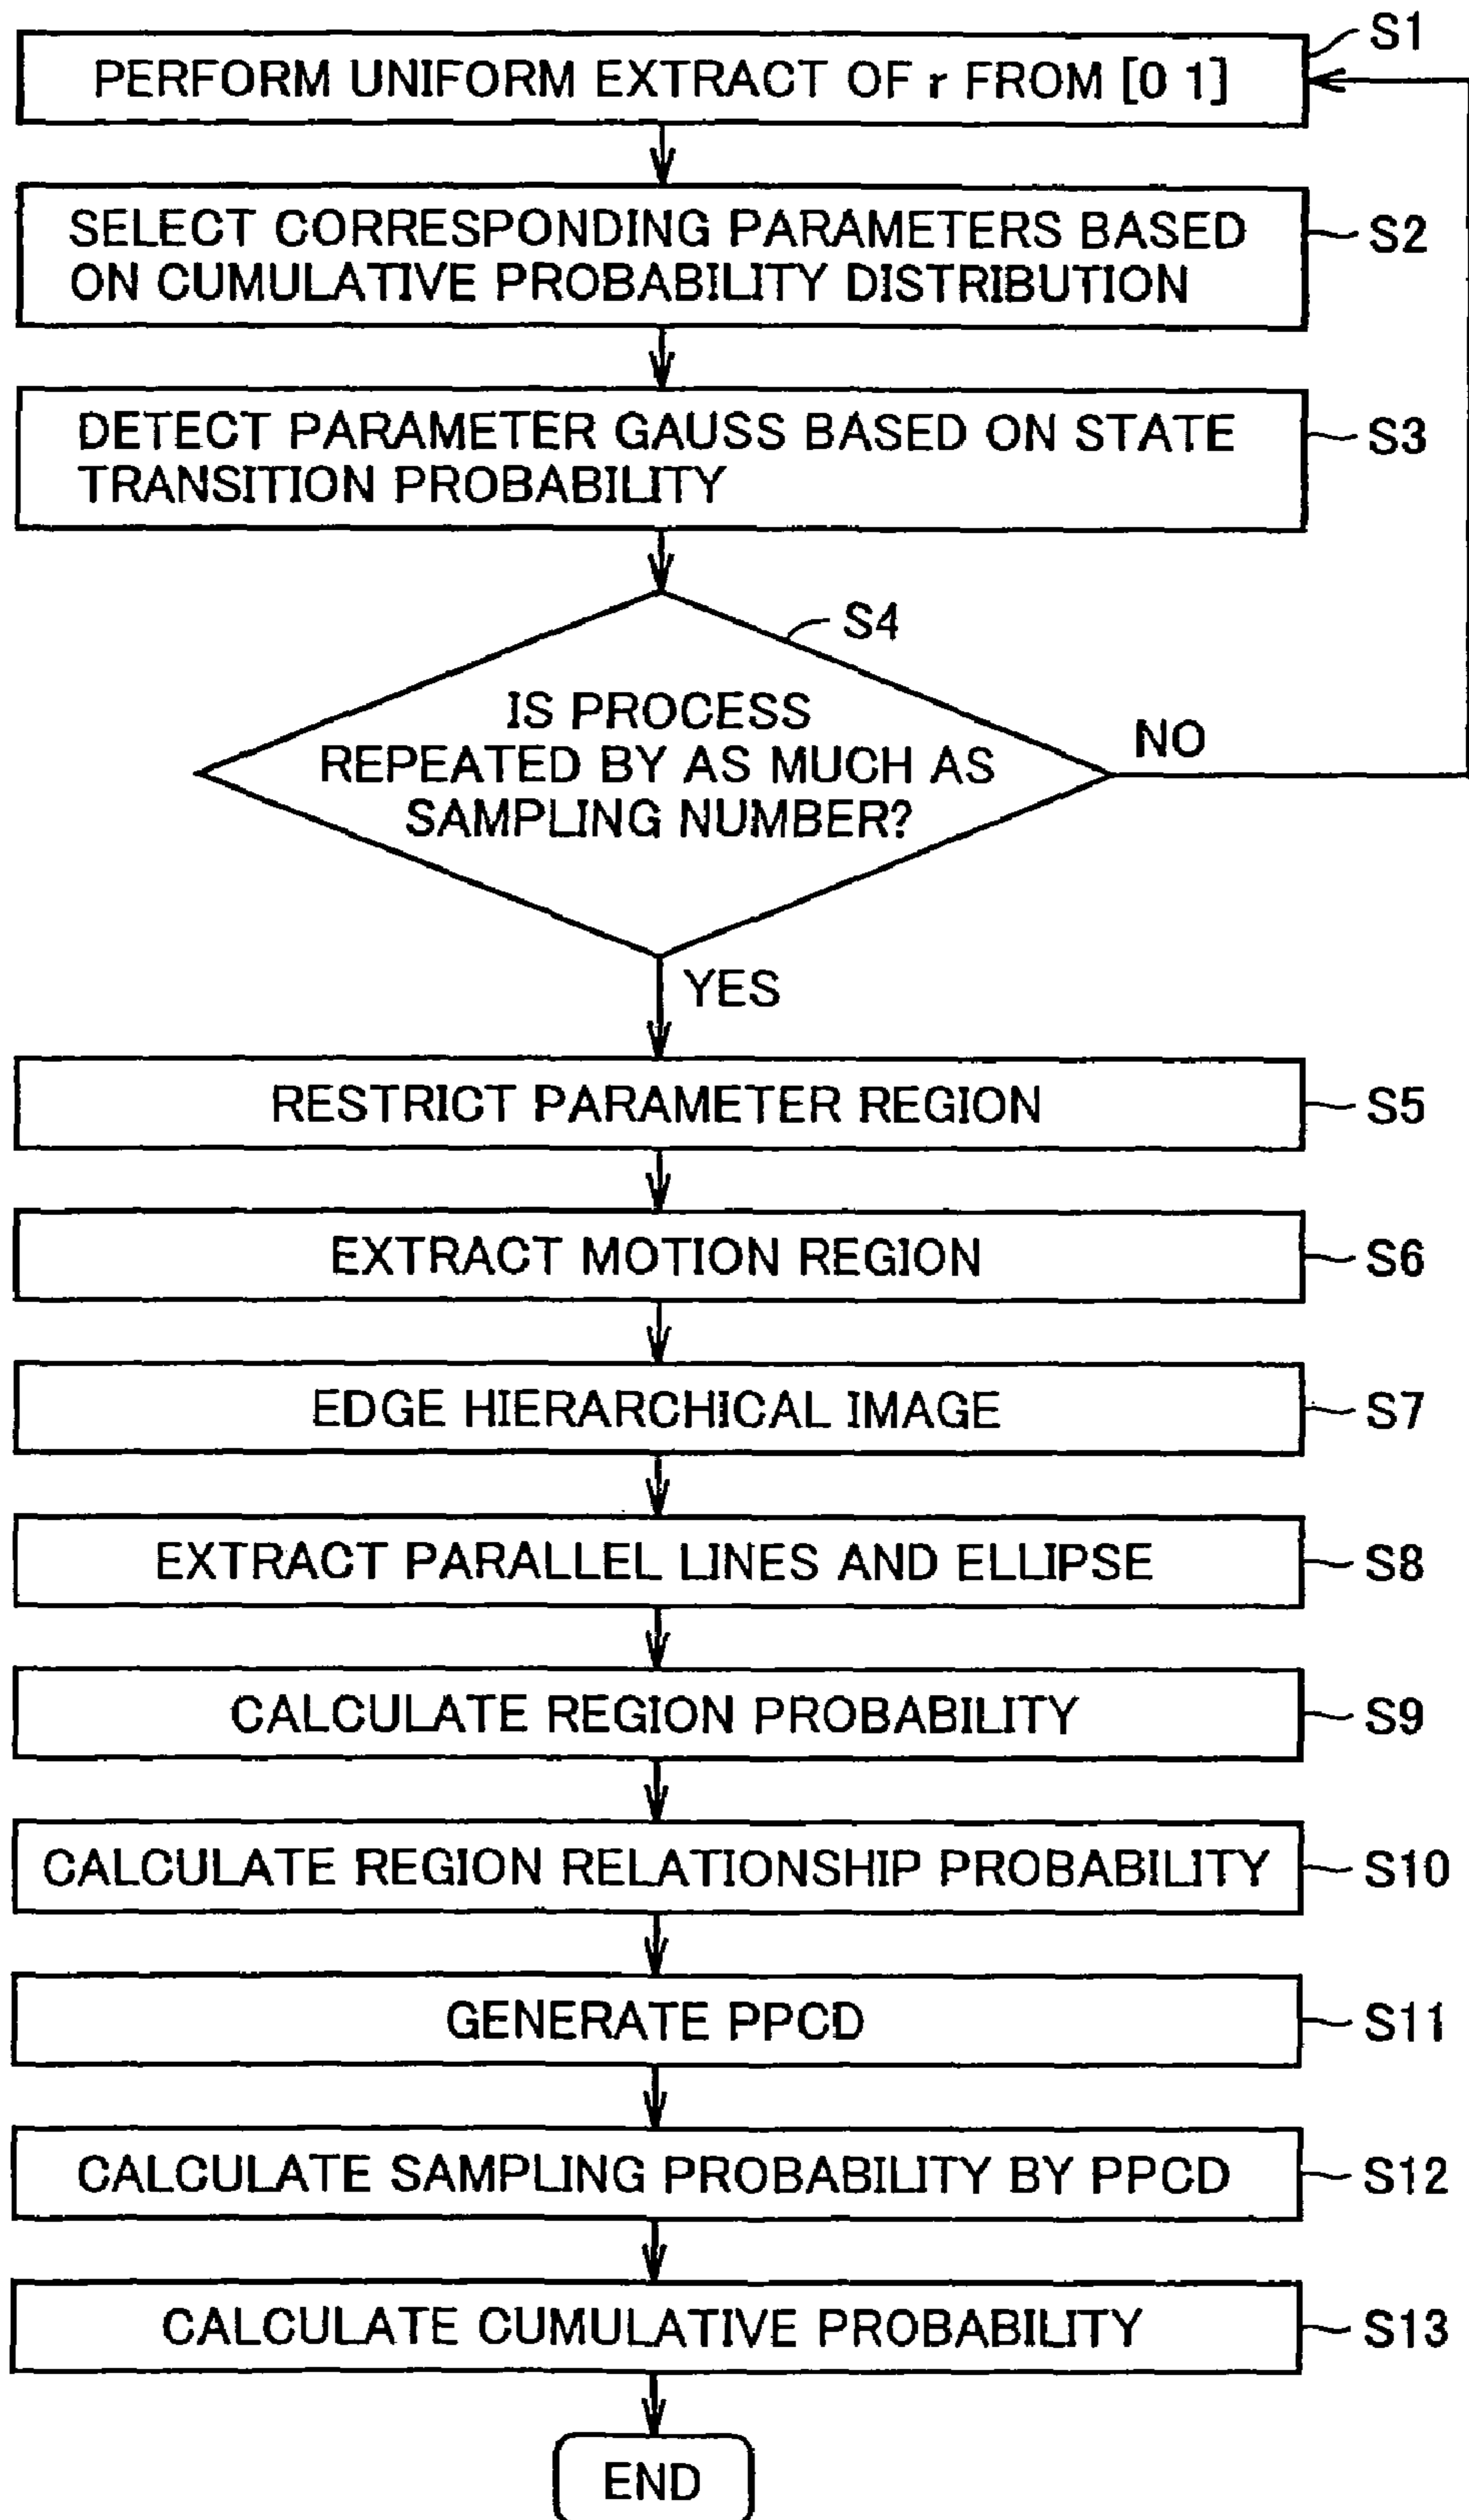 S1
PERFORM UNIFORM EXTRACT OF r FROM [0 1]
SELECT CORRESPONDING PARAMETERS BASED
ON CUMULATIVE PROBABILITY DISTRIBUTION
S2
DETECT PARAMETER GAUSS BASED ON STATE
TRANSITION PROBABILITY
S3
S4
IS PROCESS
REPEATED BY AS MUCH AS
SAMPLING NUMBER?
NO
YES
RESTRICT PARAMETER REGION
S5
EXTRACT MOTION REGION
S6
EDGE HIERARCHICAL IMAGE
S7
EXTRACT PARALLEL LINES AND ELLIPSE
S8
CALCULATE REGION PROBABILITY
S9
CALCULATE REGION RELATIONSHIP PROBABILITY
S10
GENERATE PPCD
S11
CALCULATE SAMPLING PROBABILITY BY PPCD
S12
CALCULATE CUMULATIVE PROBABILITY
S13
END